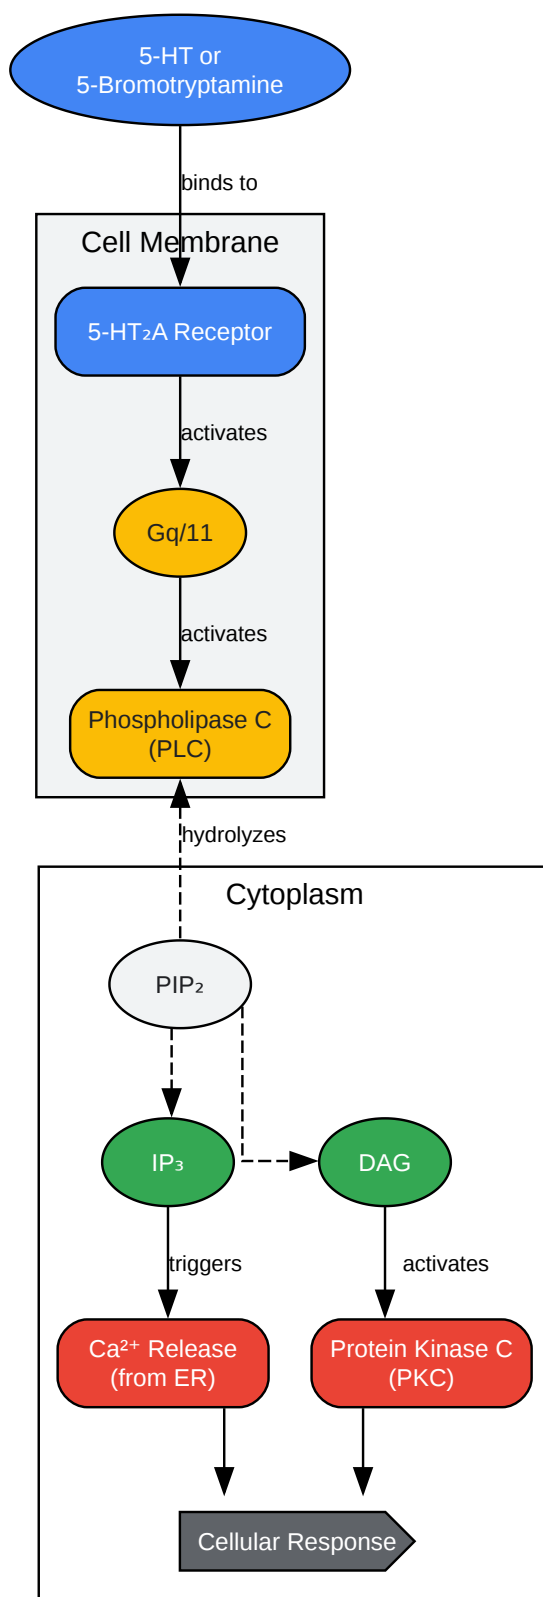 5-HT or
5-Bromotryptamine
binds to
Cell Membrane
5-HT₂A Receptor
activates
Gq/11
activates
Phospholipase C
(PLC)
hydrolyzes
Cytoplasm
PIP₂
IP₃
DAG
triggers
activates
Ca²⁺ Release
(from ER)
Protein Kinase C
(PKC)
Cellular Response